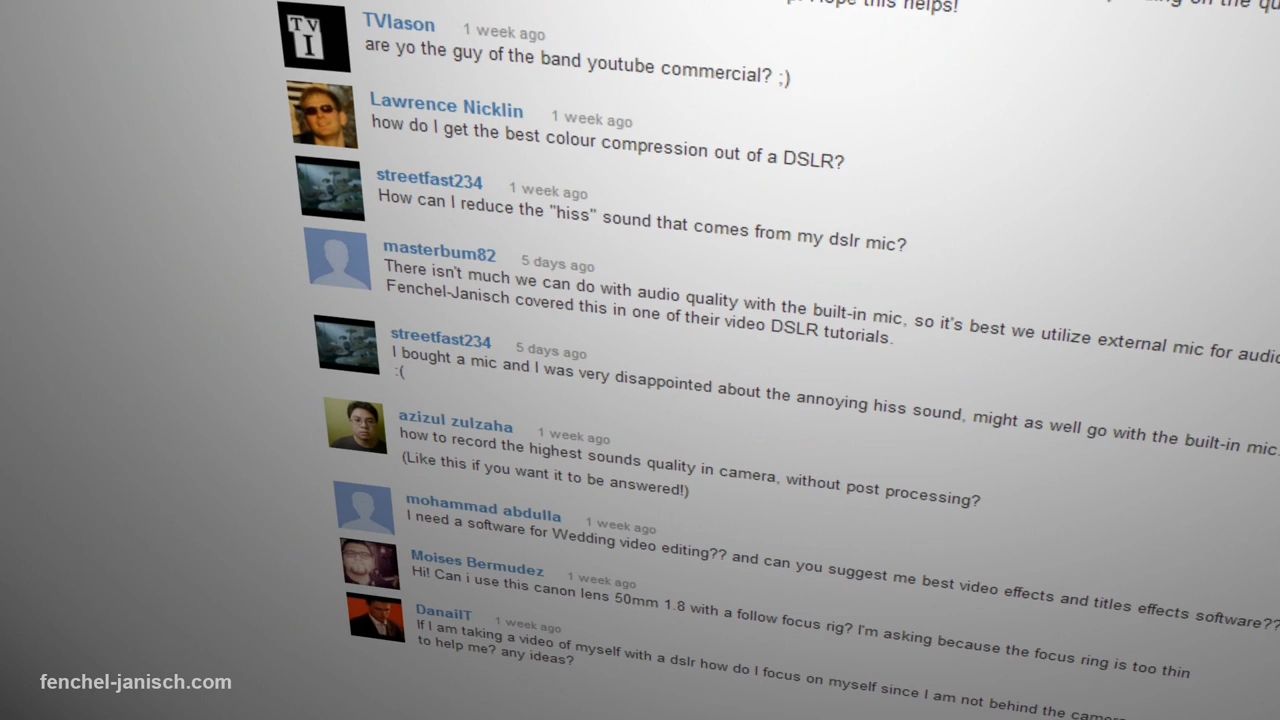 this helps!
on the
TVI
TVIason 1 week ago
are yo the guy of the band youtube commercial? ;)
Lawrence Nicklin 1 week ago
how do I get the best colour compression out of a DSLR?
streetfast234 1 week ago
How can I reduce the "hiss" sound that comes from my dslr mic?
masterbum82 5 days ago
There isn't much we can do with audio quality with the built-in mic, so it's best we utilize external mic for audio
Fenchel-Janisch covered this in one of their video DSLR tutorials.
streetfast234 5 days ago
I bought a mic and I was very disappointed about the annoying hiss sound, might as well go with the built-in mic.
:(
azizul zulzaha 1 week ago
how to record the highest sounds quality in camera, without post processing?
(Like this if you want it to be answered!)
mohammad abdulla 1 week ago
I need a software for Wedding video editing?? and can you suggest me best video effects and titles effects software??
Moises Bermudez 1 week ago
Hi! Can i use this canon lens 50mm 1.8 with a follow focus rig? I'm asking because the focus ring is too thin
DanailT 1 week ago
If I am taking a video of myself with a dslr how do I focus on myself since I am not behind the camera
to help me? any ideas?
fenchel-janisch.com